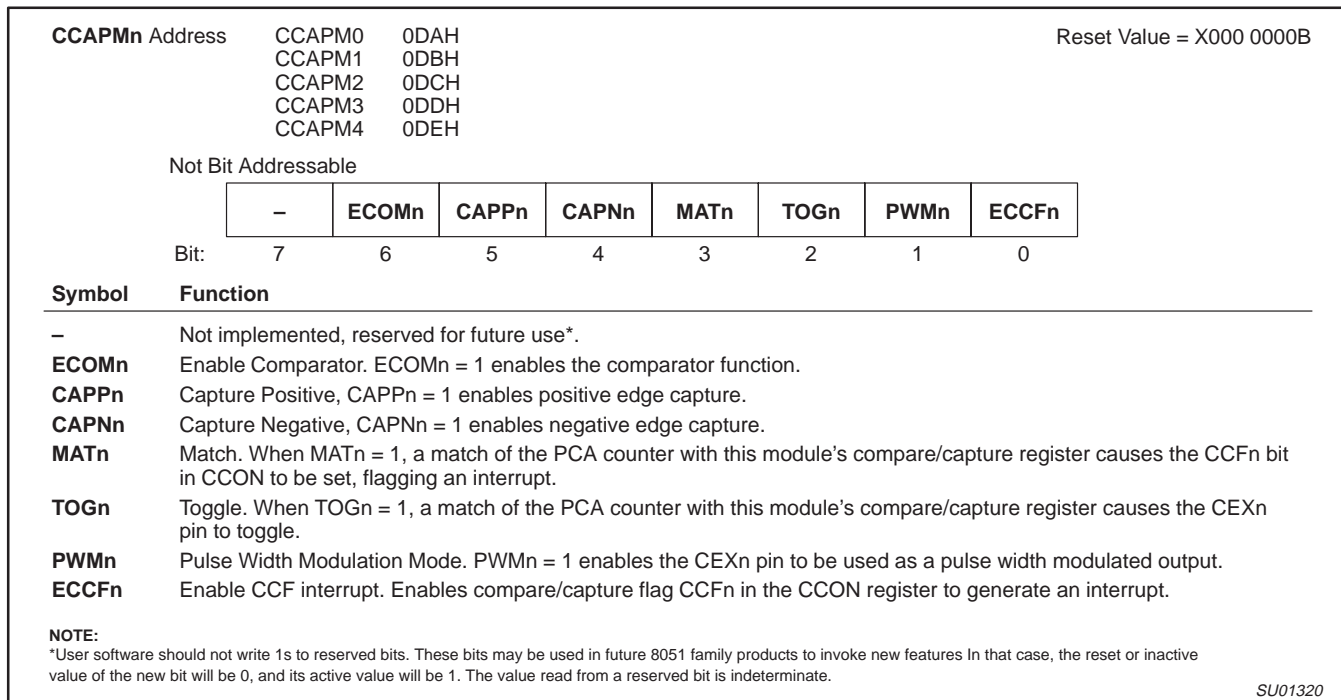 CCAPMn Address CCAPM0 0DAH Reset Value = X000 0000B
CCAPM1 0DBH
CCAPM2 0DCH
CCAPM3 0DDH
CCAPM4 0DEH
Not Bit Addressable
– ECOMn CAPPn CAPNn MATn TOGn PWMn ECCFn
Bit: 7 6 5 4 3 2 1 0
Symbol Function
– Not implemented, reserved for future use*.
ECOMn Enable Comparator. ECOMn = 1 enables the comparator function.
CAPPn Capture Positive, CAPPn = 1 enables positive edge capture.
CAPNn Capture Negative, CAPNn = 1 enables negative edge capture.
MATn Match. When MATn = 1, a match of the PCA counter with this module's compare/capture register causes the CCFn bit
in CCON to be set, flagging an interrupt.
TOGn Toggle. When TOGn = 1, a match of the PCA counter with this module's compare/capture register causes the CEXn
pin to toggle.
PWMn Pulse Width Modulation Mode. PWMn = 1 enables the CEXn pin to be used as a pulse width modulated output.
ECCFn Enable CCF interrupt. Enables compare/capture flag CCFn in the CCON register to generate an interrupt.
NOTE:
*User software should not write 1s to reserved bits. These bits may be used in future 8051 family products to invoke new features In that case, the reset or inactive
value of the new bit will be 0, and its active value will be 1. The value read from a reserved bit is indeterminate.
SU01320